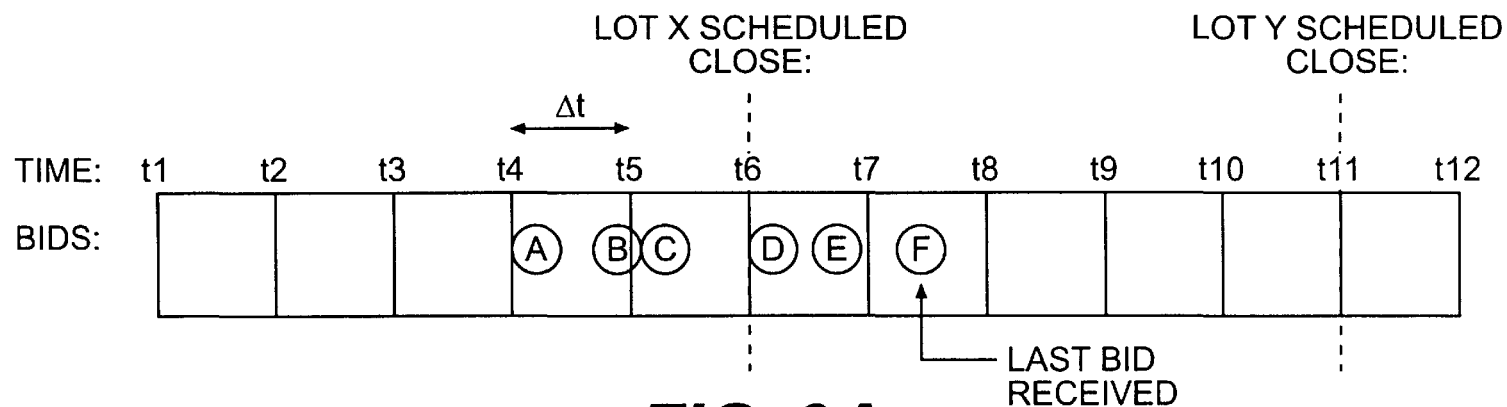 LOT X SCHEDULED
CLOSE:
LOT Y SCHEDULED
CLOSE:
Δt
TIME: t1 t2 t3 t4 t5 t6 t7 t8 t9 t10 t11 t12
BIDS: A B C D E F
LAST BID
RECEIVED